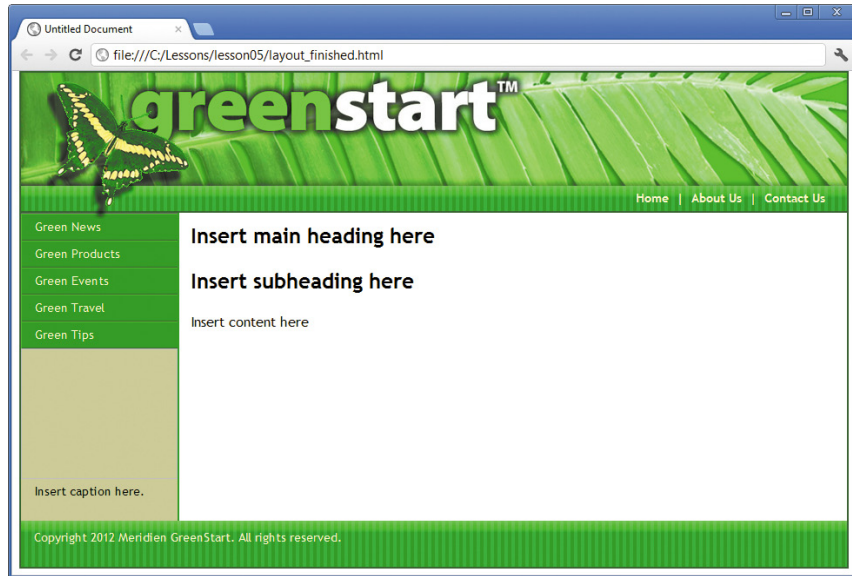 Untitled Document
file:///C:/Lessons/lesson05/layout_finished.html
greenstart™
Home | About Us | Contact Us
Green News
Green Products
Green Events
Green Travel
Green Tips
Insert main heading here
Insert subheading here
Insert content here
Insert caption here.
Copyright 2012 Meridien GreenStart. All rights reserved.